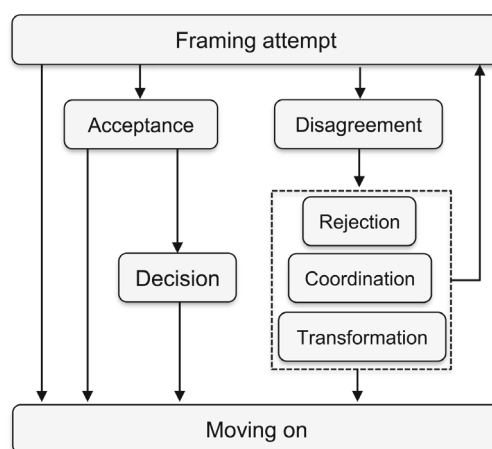 Framing attempt
Acceptance
Disagreement
Rejection
Decision
Coordination
Transformation
Moving on